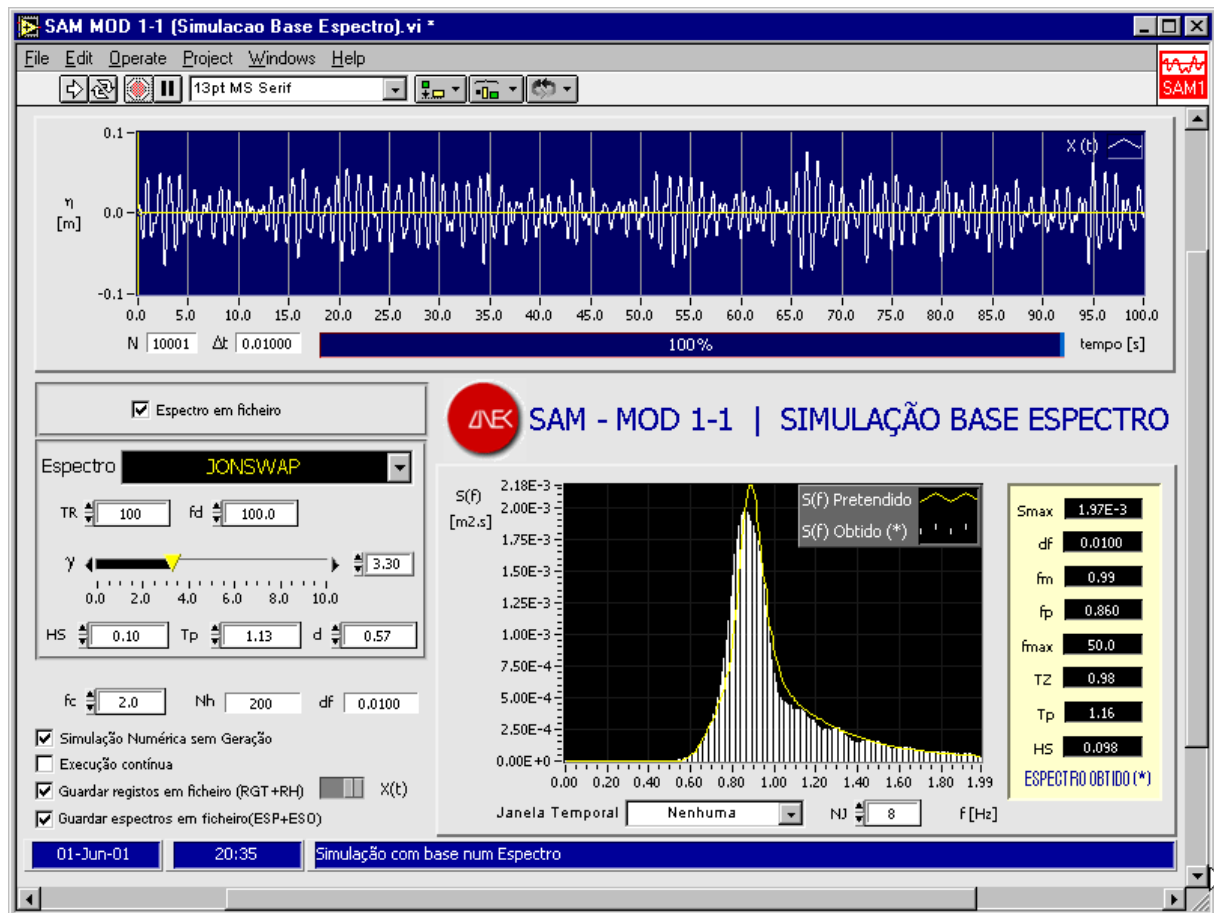 SAM MOD 1-1 (Simulacao Base Espectro).vi *
File Edit Operate Project Windows Help
13pt MS Serif
SAM1
X (t)
0.1
η
[m]
0.0
-0.1
0.0 5.0 10.0 15.0 20.0 25.0 30.0 35.0 40.0 45.0 50.0 55.0 60.0 65.0 70.0 75.0 80.0 85.0 90.0 95.0 100.0
N 10001 Δt 0.01000 100% tempo [s]
Espectro em ficheiro
LNEC SAM - MOD 1-1 | SIMULAÇÃO BASE ESPECTRO
Espectro JONSWAP
TR 100 fd 100.0
γ 3.30
0.0 2.0 4.0 6.0 8.0 10.0
HS 0.10 Tp 1.13 d 0.57
fc 2.0 Nh 200 df 0.0100
Simulação Numérica sem Geração
Execução contínua
Guardar registos em ficheiro (RGT+RH) X(t)
Guardar espectros em ficheiro(ESP+ESO)
S(f)
[m2.s]
2.18E-3
2.00E-3
1.75E-3
1.50E-3
1.25E-3
1.00E-3
7.50E-4
5.00E-4
2.50E-4
0.00E+0
0.00 0.20 0.40 0.60 0.80 1.00 1.20 1.40 1.60 1.80 1.99
S(f) Pretendido
S(f) Obtido (*)
Janela Temporal Nenhuma NJ 8 f[Hz]
Smax 1.97E-3
df 0.0100
fm 0.99
fp 0.860
fmax 50.0
TZ 0.98
Tp 1.16
HS 0.098
ESPECTRO OBTIDO (*)
01-Jun-01 20:35 Simulação com base num Espectro